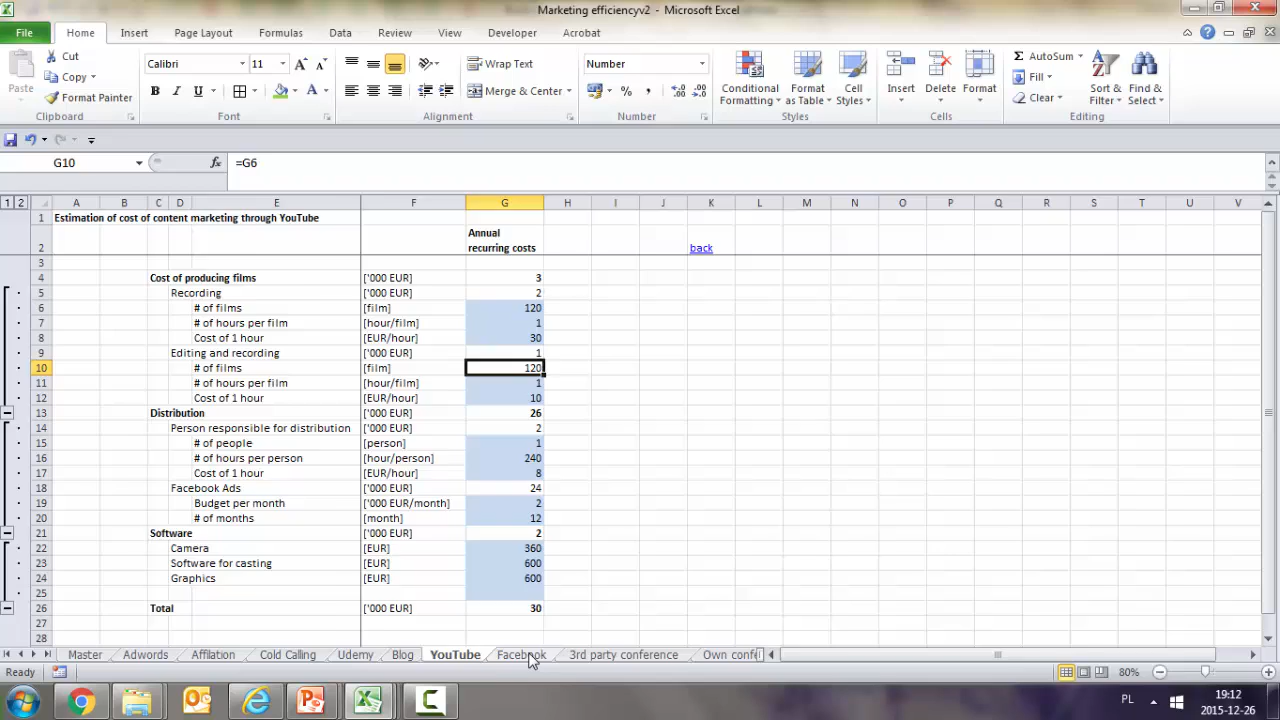 Marketing efficiencyv2 - Microsoft Excel
File Home Insert Page Layout Formulas Data Review View Developer Acrobat
Paste Cut Copy Format Painter Clipboard
Calibri 11 B I U A Font
Wrap Text Merge & Center Alignment
Number % , Number
Conditional Formatting Format as Table Cell Styles Styles
Insert Delete Format Cells
AutoSum Fill Clear Sort & Filter Find & Select Editing
G10 fx =G6
1 2 A B C D E F G H I J K L M N O P Q R S T U V
1 Estimation of cost of content marketing through YouTube
2 Annual recurring costs back
3
4 Cost of producing films ['000 EUR] 3
5 Recording ['000 EUR] 2
6 # of films [film] 120
7 # of hours per film [hour/film] 1
8 Cost of 1 hour [EUR/hour] 30
9 Editing and recording ['000 EUR] 1
10 # of films [film] 120
11 # of hours per film [hour/film] 1
12 Cost of 1 hour [EUR/hour] 10
13 Distribution ['000 EUR] 26
14 Person responsible for distribution ['000 EUR] 2
15 # of people [person] 1
16 # of hours per person [hour/person] 240
17 Cost of 1 hour [EUR/hour] 8
18 Facebook Ads ['000 EUR] 24
19 Budget per month ['000 EUR/month] 2
20 # of months [month] 12
21 Software ['000 EUR] 2
22 Camera [EUR] 360
23 Software for casting [EUR] 600
24 Graphics [EUR] 600
25
26 Total ['000 EUR] 30
27
28
Master Adwords Affilation Cold Calling Udemy Blog YouTube Facebook 3rd party conference Own confe
Ready 80%
PL 19:12
2015-12-26